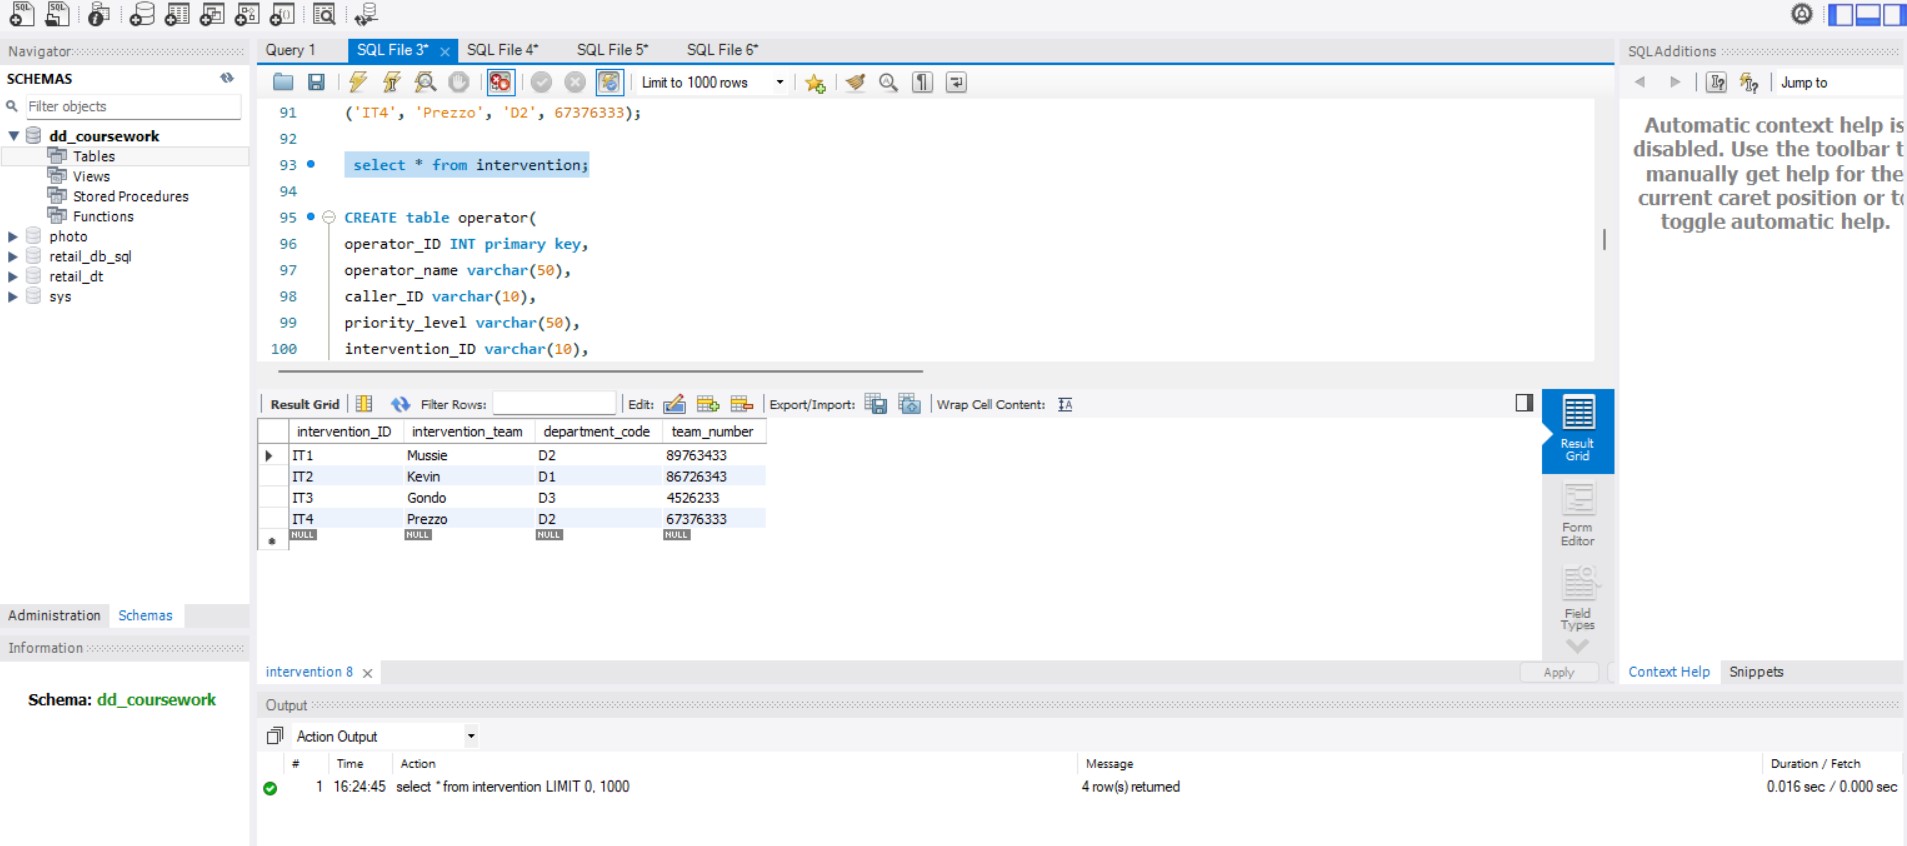 Navigator
SCHEMAS
Filter objects
dd_coursework
Tables
Views
Stored Procedures
Functions
photo
retail_db_sql
retail_dt
sys
Administration Schemas
Information
Schema: dd_coursework
Query 1 SQL File 3* SQL File 4* SQL File 5* SQL File 6*
Limit to 1000 rows
91 ('IT4', 'Prezzo', 'D2', 67376333);
92
93 select * from intervention;
94
95 CREATE table operator(
96 operator_ID INT primary key,
97 operator_name varchar(50),
98 caller_ID varchar(10),
99 priority_level varchar(50),
100 intervention_ID varchar(10),
Result Grid Filter Rows: Edit: Export/Import: Wrap Cell Content:
intervention_ID intervention_team department_code team_number
IT1 Mussie D2 89763433
IT2 Kevin D1 86726343
IT3 Gondo D3 4526233
IT4 Prezzo D2 67376333
NULL NULL NULL NULL
Result
Grid
Form
Editor
Field
Types
intervention 8
Apply
Output
Action Output
# Time Action Message Duration / Fetch
1 16:24:45 select * from intervention LIMIT 0, 1000 4 row(s) returned 0.016 sec / 0.000 sec
SQLAdditions
Jump to
Automatic context help is
disabled. Use the toolbar t
manually get help for the
current caret position or to
toggle automatic help.
Context Help Snippets